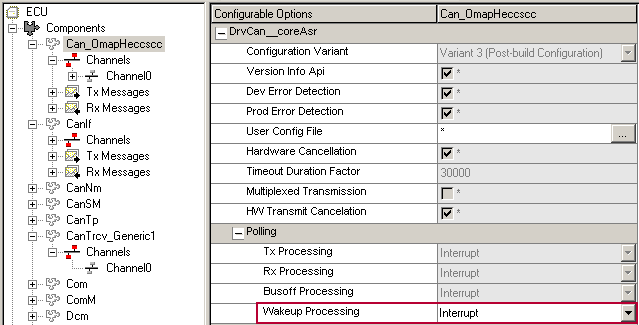 ECU
Components
Can_OmapHeccscc
Channels
Channel0
Tx Messages
Rx Messages
CanIf
Channels
Tx Messages
Rx Messages
CanNm
CanSM
CanTp
CanTrcv_Generic1
Channels
Channel0
Com
ComM
Dcm
Configurable Options Can_OmapHeccscc
DrvCan__coreAsr
Configuration Variant Variant 3 (Post-build Configuration)
Version Info Api *
Dev Error Detection *
Prod Error Detection *
User Config File * ...
Hardware Cancellation *
Timeout Duration Factor 30000
Multiplexed Transmission *
HW Transmit Cancelation *
Polling
Tx Processing Interrupt
Rx Processing Interrupt
Busoff Processing Interrupt
Wakeup Processing Interrupt